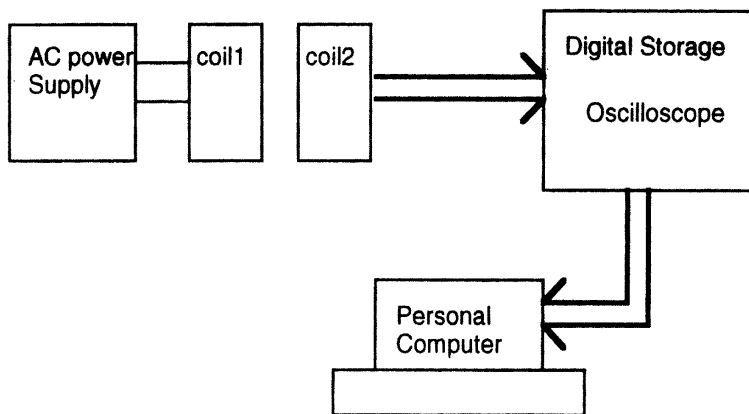 AC power
Supply
coil1
coil2
Digital Storage
Oscilloscope
Personal
Computer